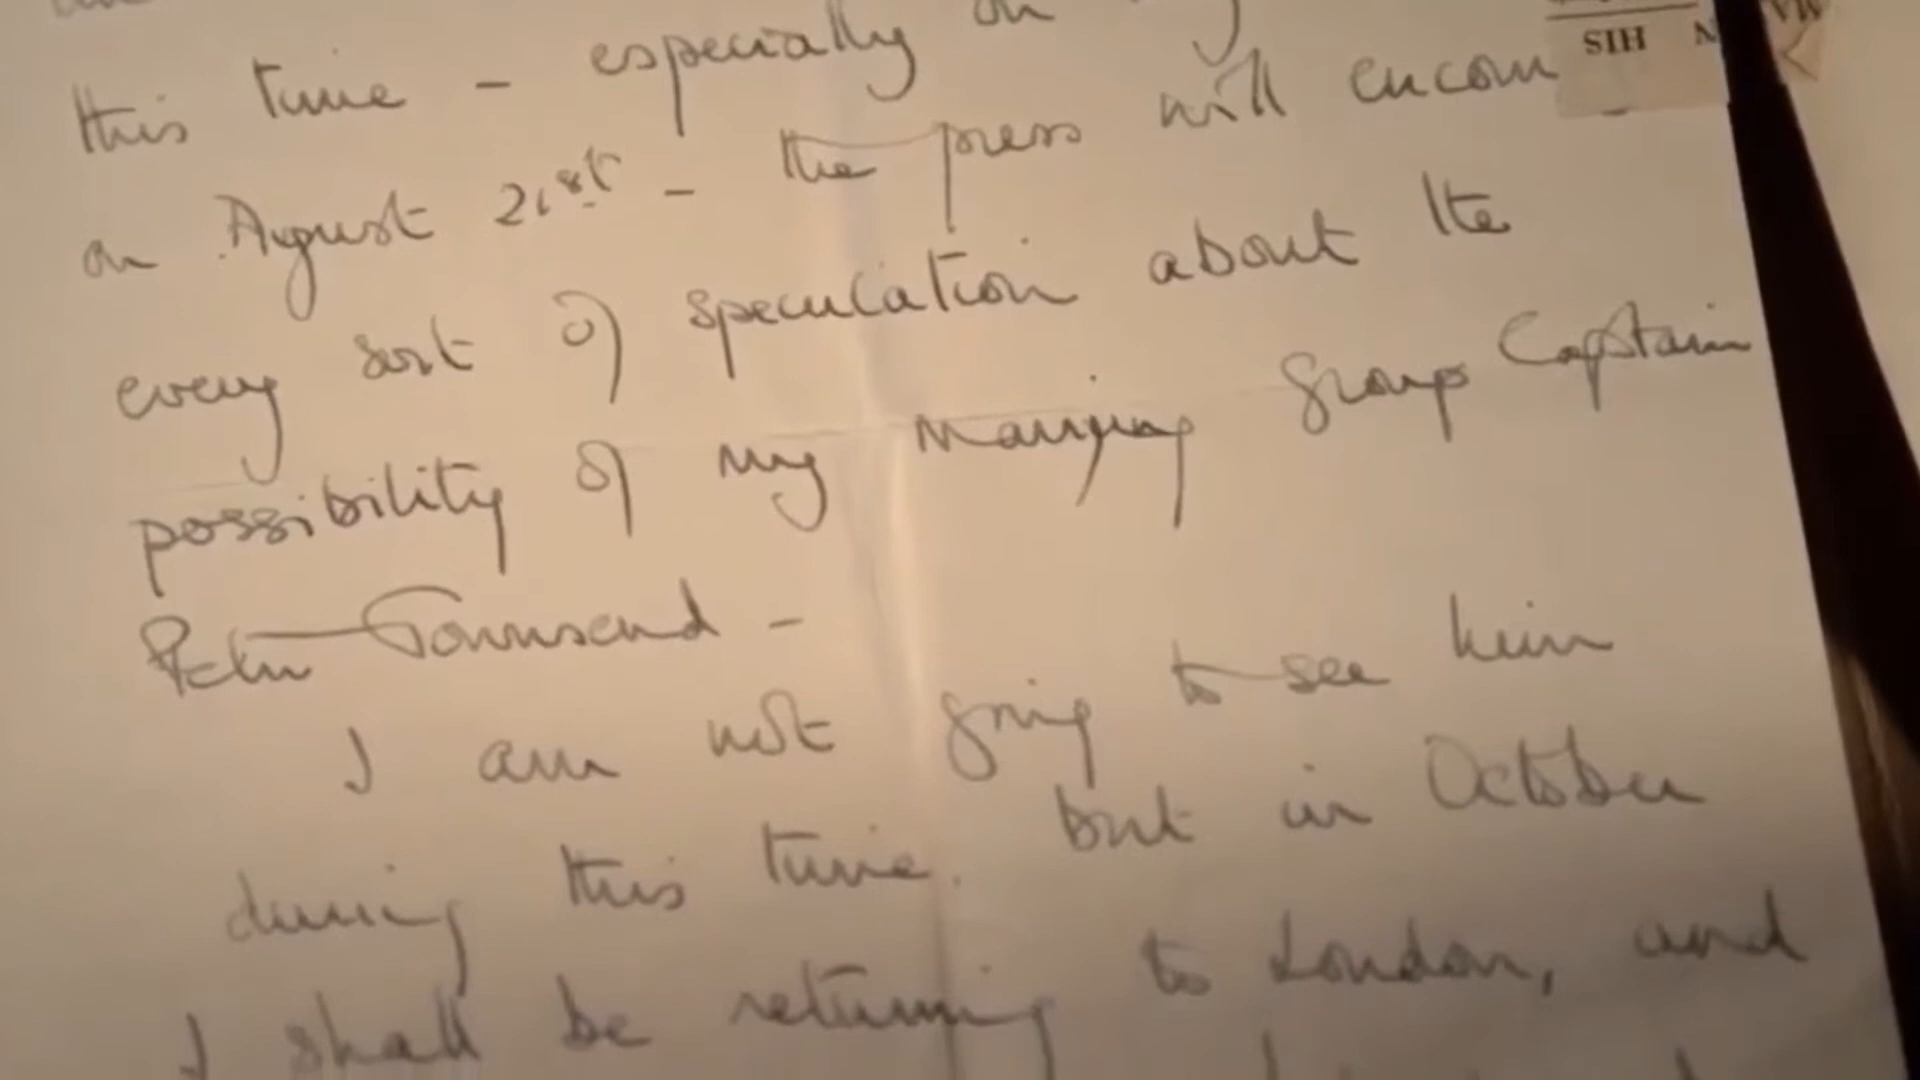 this time - especially on my
on August 21st - the press will encour
every sort of speculation about the
possibility of my marrying Group Captain
Peter Townsend -
I am not going to see him
during this time. but in October
I shall be returning to London, and
SIH N